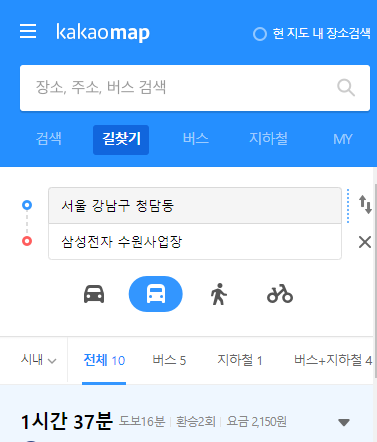 kakaomap 현 지도 내 장소검색
장소, 주소, 버스 검색
검색 길찾기 버스 지하철 MY
서울 강남구 청담동
삼성전자 수원사업장
시내 전체 10 버스 5 지하철 1 버스+지하철 4
1시간 37분 도보16분 환승2회 요금 2,150원